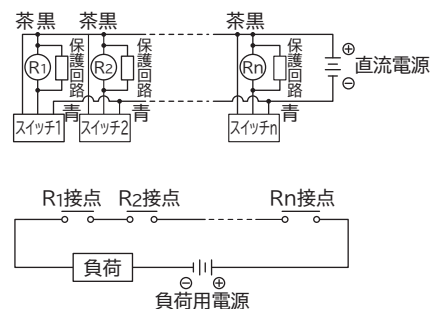 茶 黒 茶 黒 茶 黒
R1 保護回路 R2 保護回路 Rn 保護回路
⊕
直流電源
⊖
青 青 青
スイッチ1 スイッチ2 スイッチn
R1接点 R2接点 Rn接点
負荷
⊖ ⊕
負荷用電源